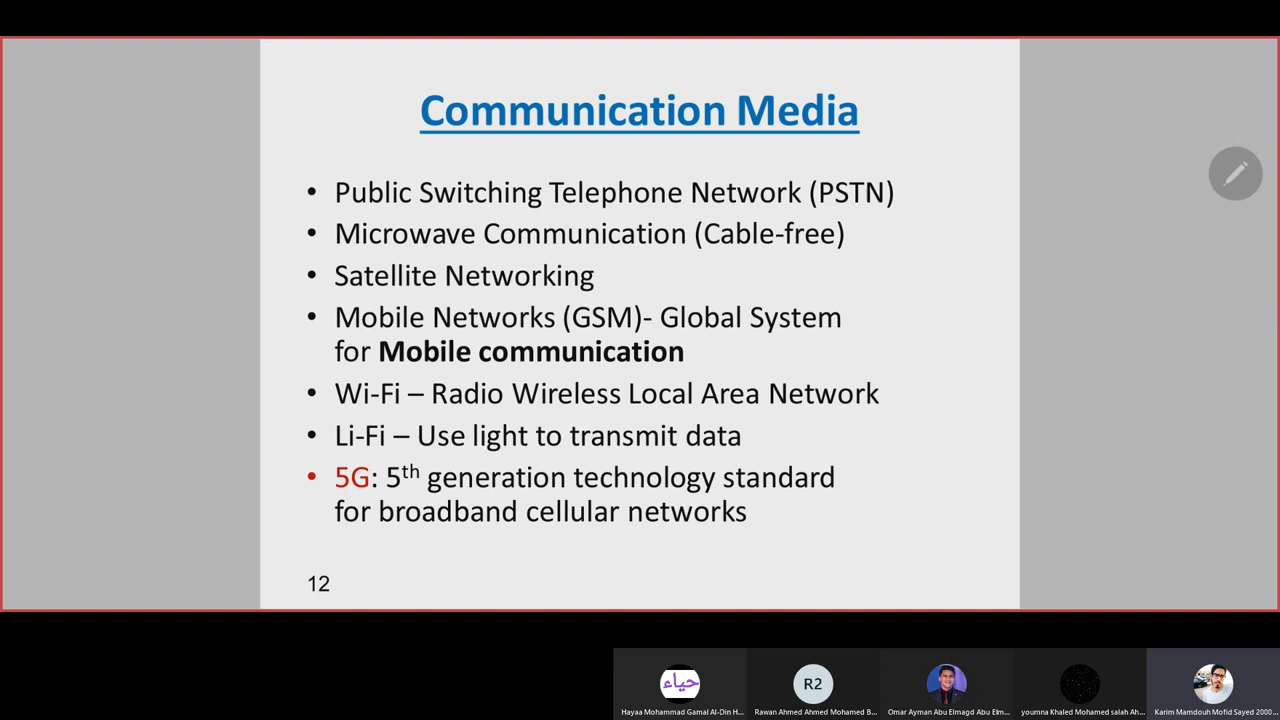 Communication Media
• Public Switching Telephone Network (PSTN)
• Microwave Communication (Cable-free)
• Satellite Networking
• Mobile Networks (GSM)- Global System
for Mobile communication
• Wi-Fi – Radio Wireless Local Area Network
• Li-Fi – Use light to transmit data
• 5G: 5th generation technology standard
for broadband cellular networks
12
حياء
R2
Hayaa Mohammad Gamal Al-Din H...
Rawan Ahmed Ahmed Mohamed B...
Omar Ayman Abu Elmagd Abu Elm...
youmna Khaled Mohamed salah Ah...
Karim Mamdouh Mofid Sayed 2000...